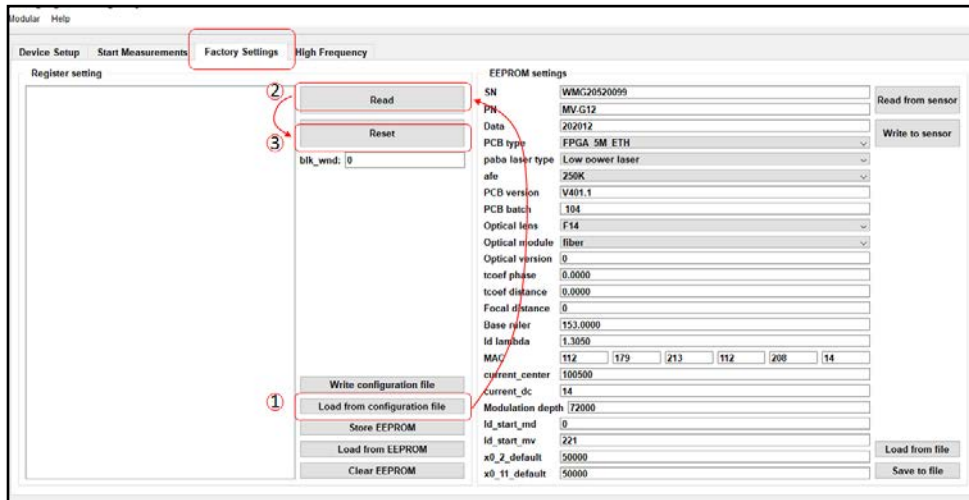 Modular Help
Device Setup Start Measurements Factory Settings High Frequency
Register setting
② Read
③ Reset
blk_wnd: 0
Write configuration file
① Load from configuration file
Store EEPROM
Load from EEPROM
Clear EEPROM
EEPROM settings
SN WMG20520099
PN MV-G12
Data 202012
PCB type FPGA 5M ETH
paba laser type Low power laser
afe 250K
PCB version V401.1
PCB batch 104
Optical lens F14
Optical module fiber
Optical version 0
tcoef phase 0.0000
tcoef distance 0.0000
Focal distance 0
Base ruler 153.0000
ld lambda 1.3050
MAC 112 179 213 112 208 14
current_center 100500
current_dc 14
Modulation depth 72000
ld_start_md 0
ld_start_mv 221
x0_2_default 50000
x0_11_default 50000
Read from sensor
Write to sensor
Load from file
Save to file